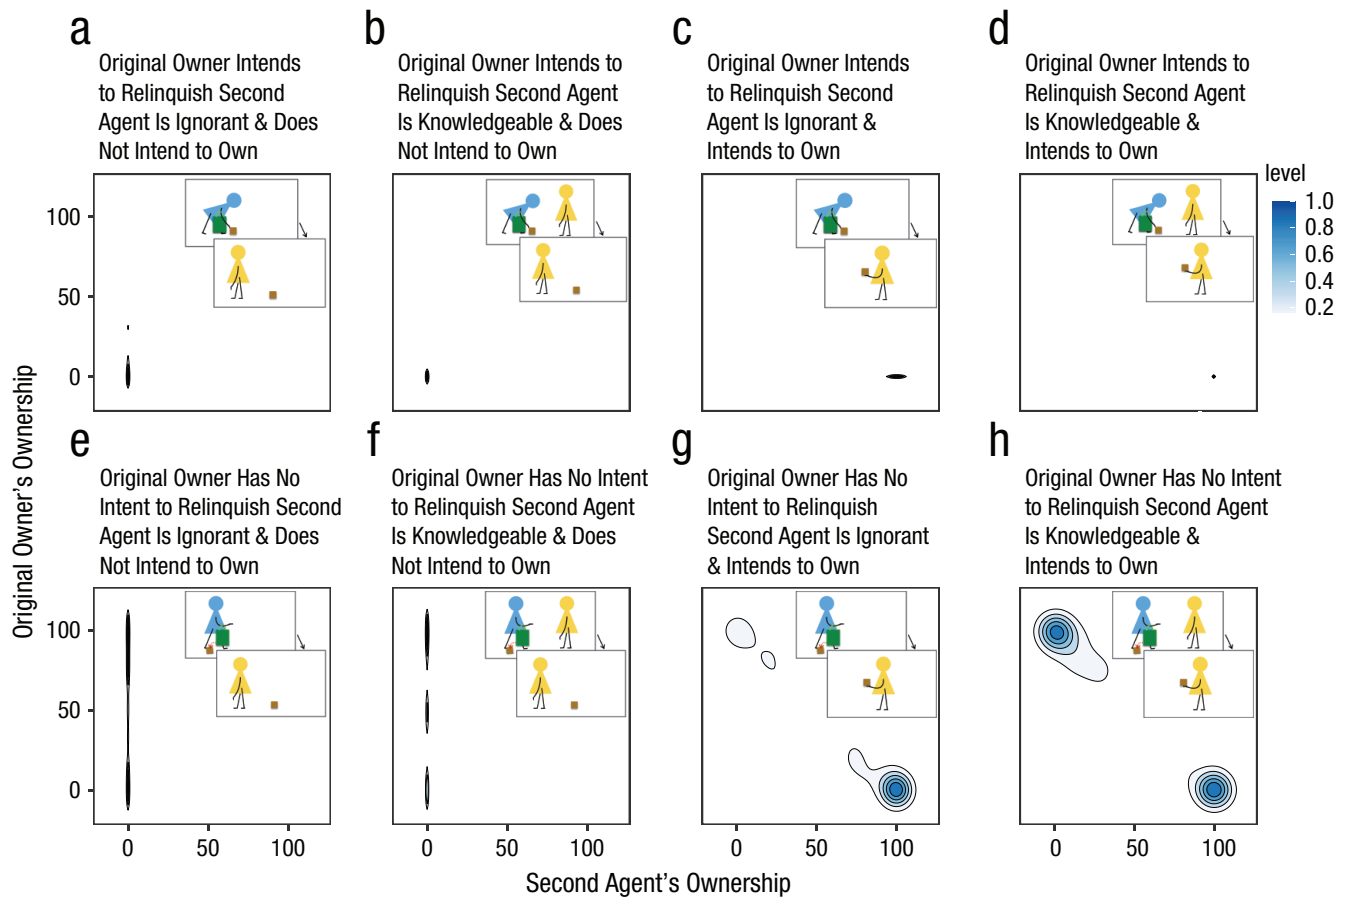 a
Original Owner Intends
to Relinquish Second
Agent Is Ignorant & Does
Not Intend to Own
b
Original Owner Intends to
Relinquish Second Agent
Is Knowledgeable & Does
Not Intend to Own
c
Original Owner Intends
to Relinquish Second
Agent Is Ignorant &
Intends to Own
d
Original Owner Intends to
Relinquish Second Agent
Is Knowledgeable &
Intends to Own
level
1.0
0.8
0.6
0.4
0.2
100
50
0
Original Owner's Ownership
e
Original Owner Has No
Intent to Relinquish Second
Agent Is Ignorant & Does
Not Intend to Own
f
Original Owner Has No Intent
to Relinquish Second Agent
Is Knowledgeable & Does
Not Intend to Own
g
Original Owner Has No
Intent to Relinquish
Second Agent Is Ignorant
& Intends to Own
h
Original Owner Has No Intent
to Relinquish Second Agent
Is Knowledgeable &
Intends to Own
100
50
0
0 50 100
0 50 100
0 50 100
0 50 100
Second Agent's Ownership